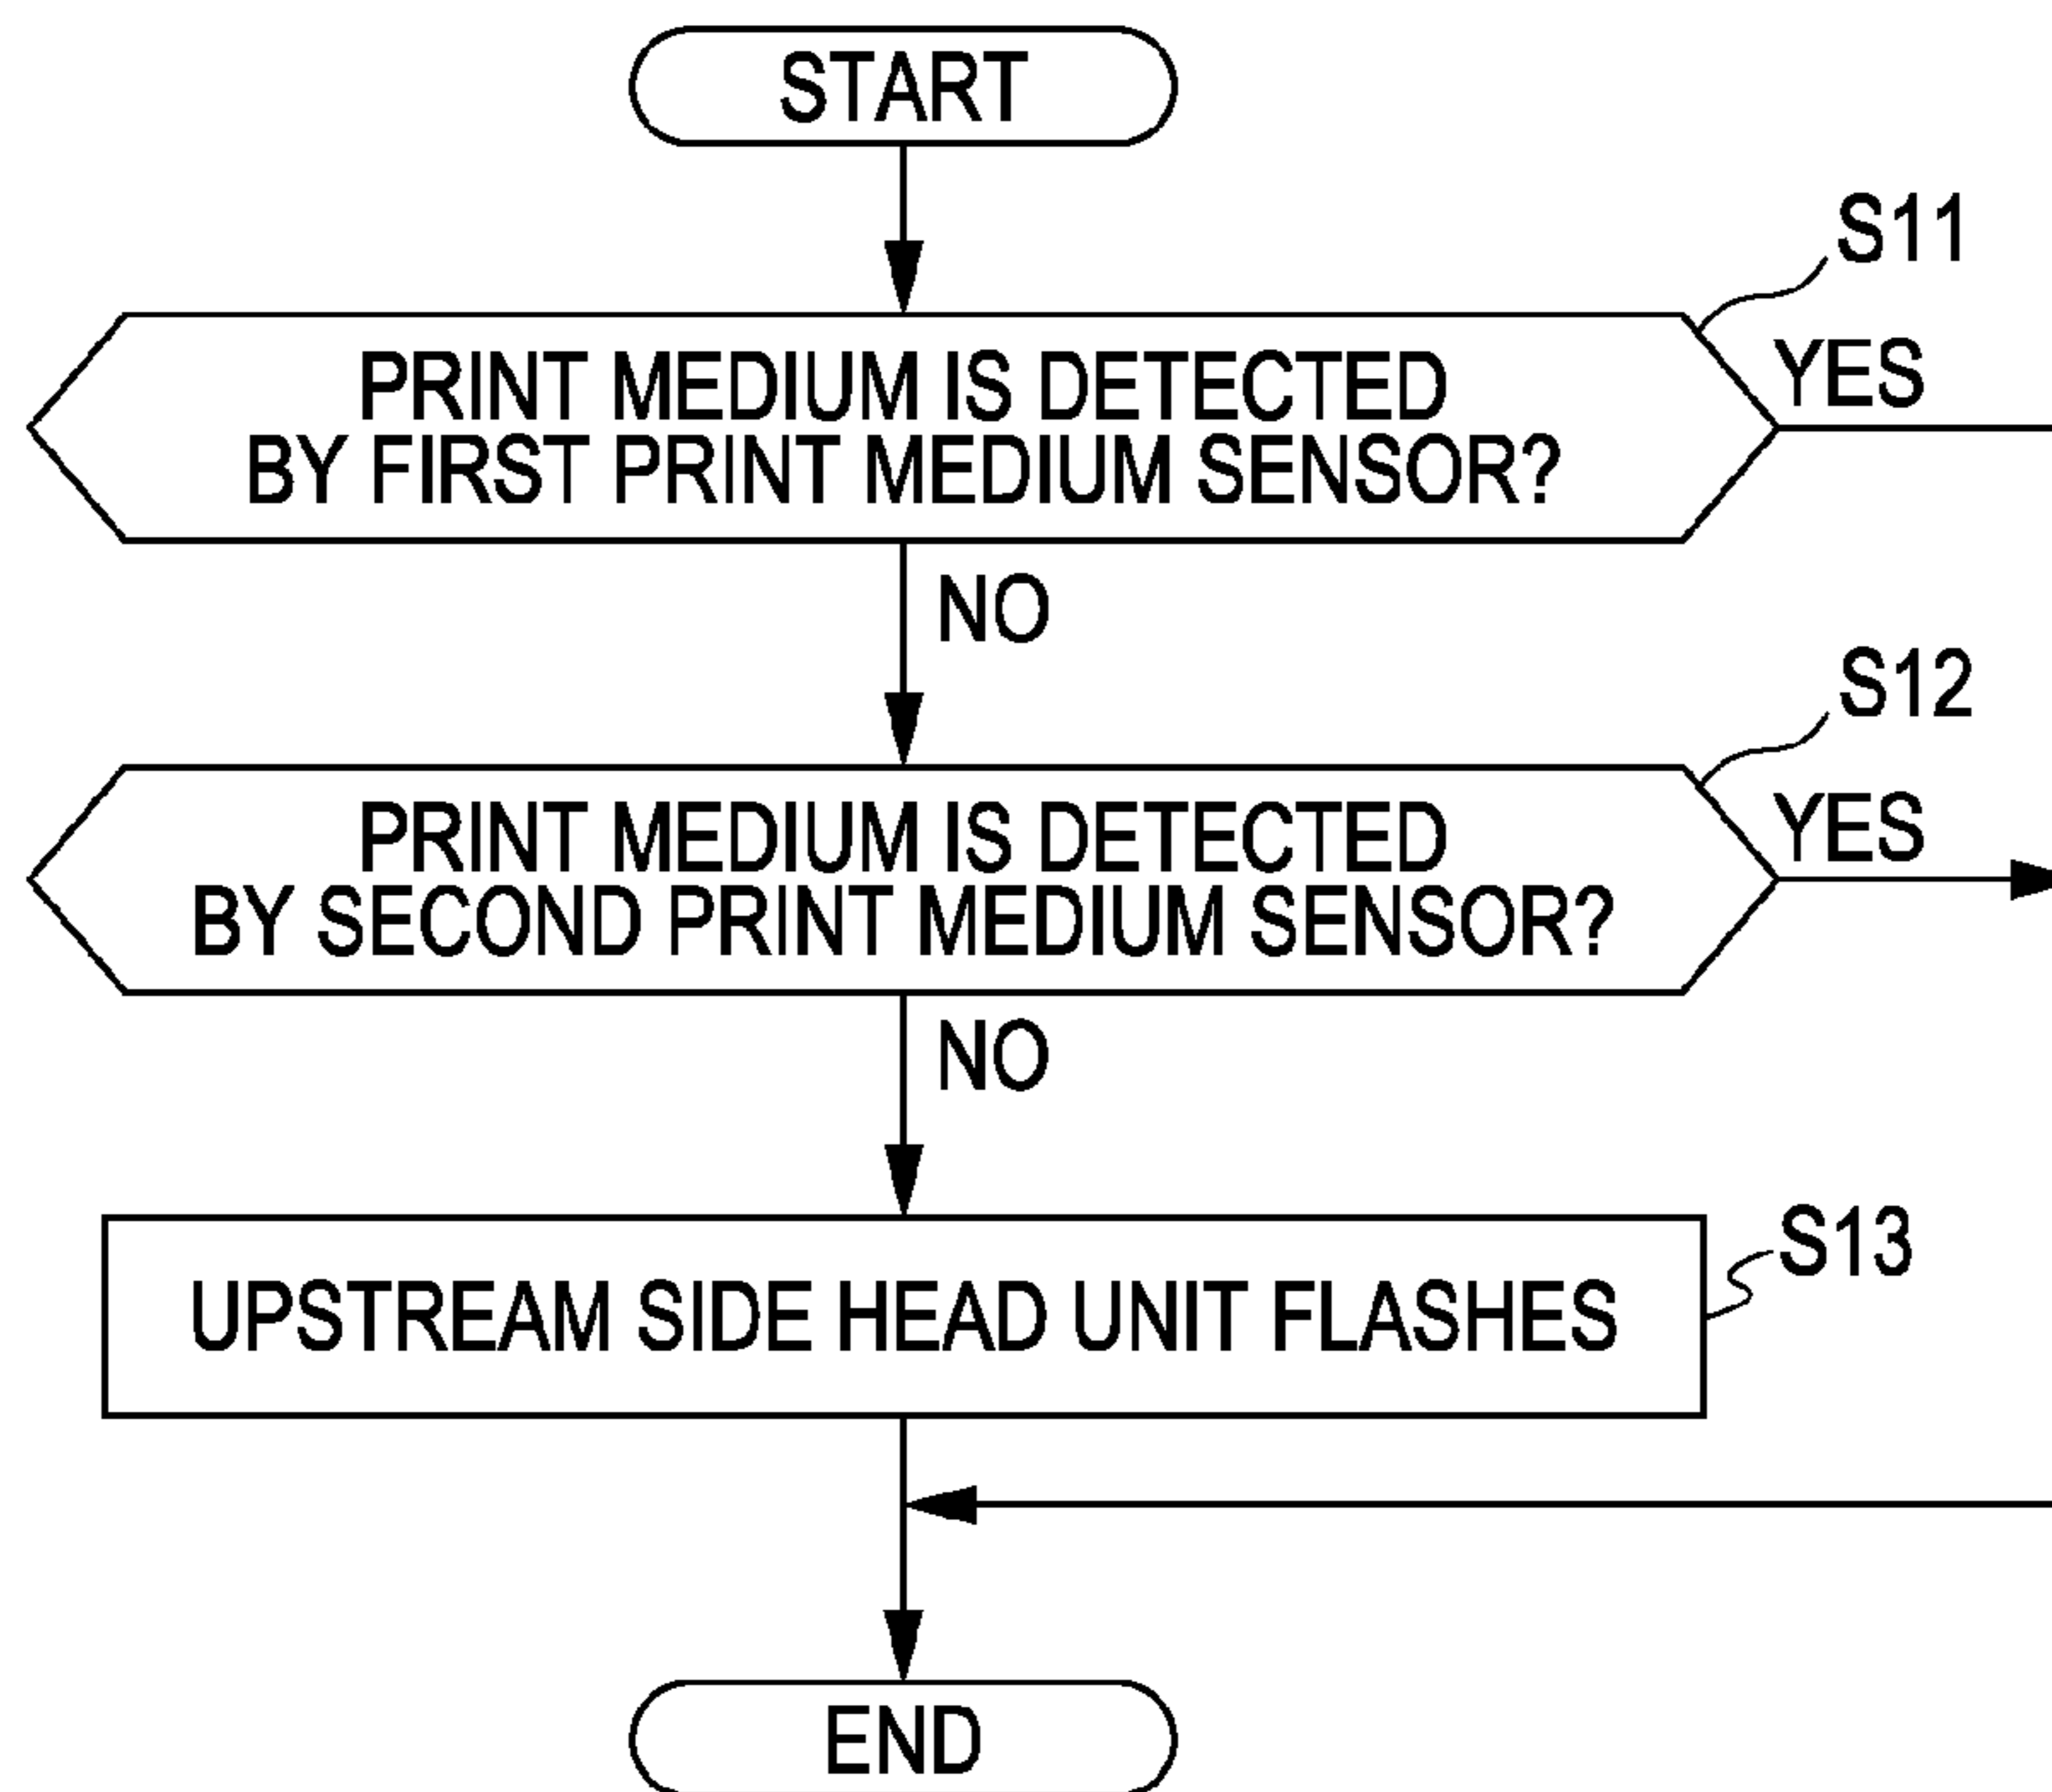 START
S11
PRINT MEDIUM IS DETECTED
BY FIRST PRINT MEDIUM SENSOR?
YES
NO
S12
PRINT MEDIUM IS DETECTED
BY SECOND PRINT MEDIUM SENSOR?
YES
NO
S13
UPSTREAM SIDE HEAD UNIT FLASHES
END